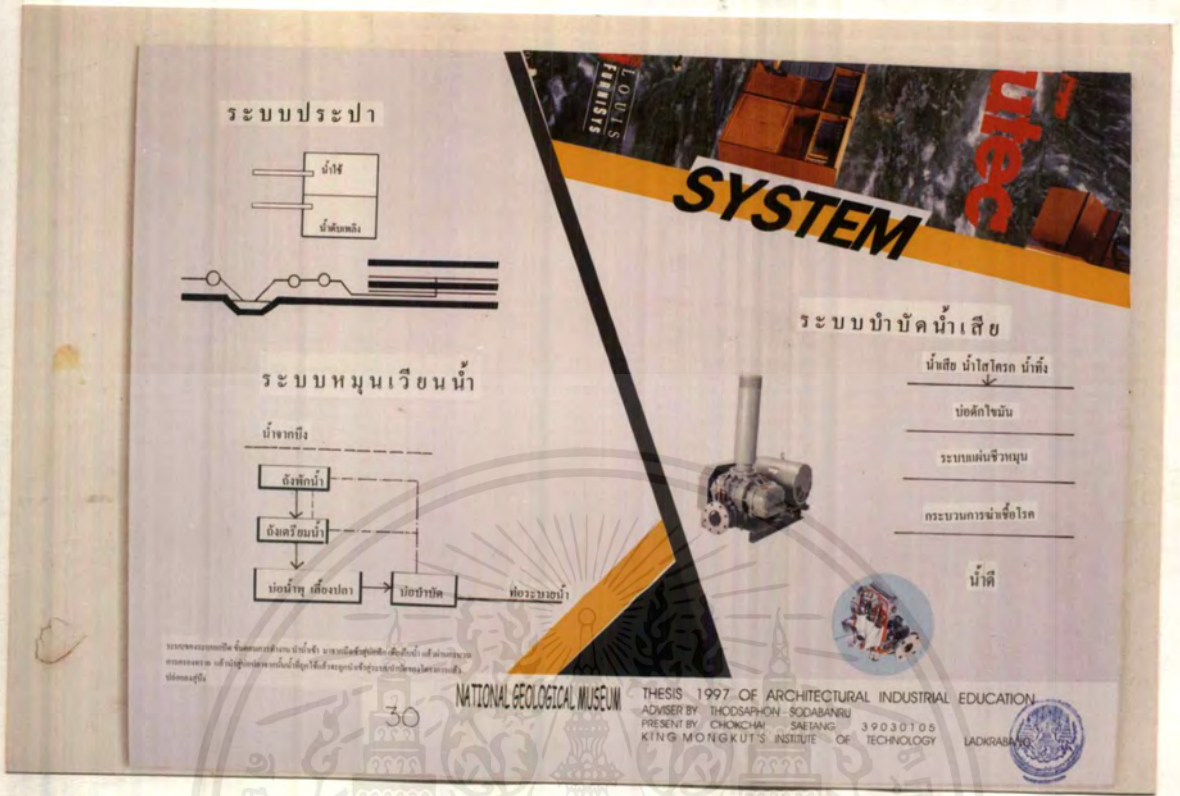 ระบบประปา
น้ำใช้
น้ำดับเพลิง
ระบบหมุนเวียนน้ำ
น้ำจากบึง
ถังพักน้ำ
ถังเตรียมน้ำ
บ่อน้ำพุ เลี้ยงปลา
บ่อบำบัด
ท่อระบายน้ำ
LOUIS
FURNISYS
utec
SYSTEM
ระบบบำบัดน้ำเสีย
น้ำเสีย น้ำโสโครก น้ำทิ้ง
บ่อดักไขมัน
ระบบแผ่นชีวหมุน
กระบวนการฆ่าเชื้อโรค
น้ำดี
30
NATIONAL GEOLOGICAL MUSEUM
THESIS 1997 OF ARCHITECTURAL INDUSTRIAL EDUCATION
ADVISER BY THODSAPHON SODABANRU
PRESENT BY CHOKCHAI SAETANG 39030105
KING MONGKUT'S INSTITUTE OF TECHNOLOGY LADKRABANG